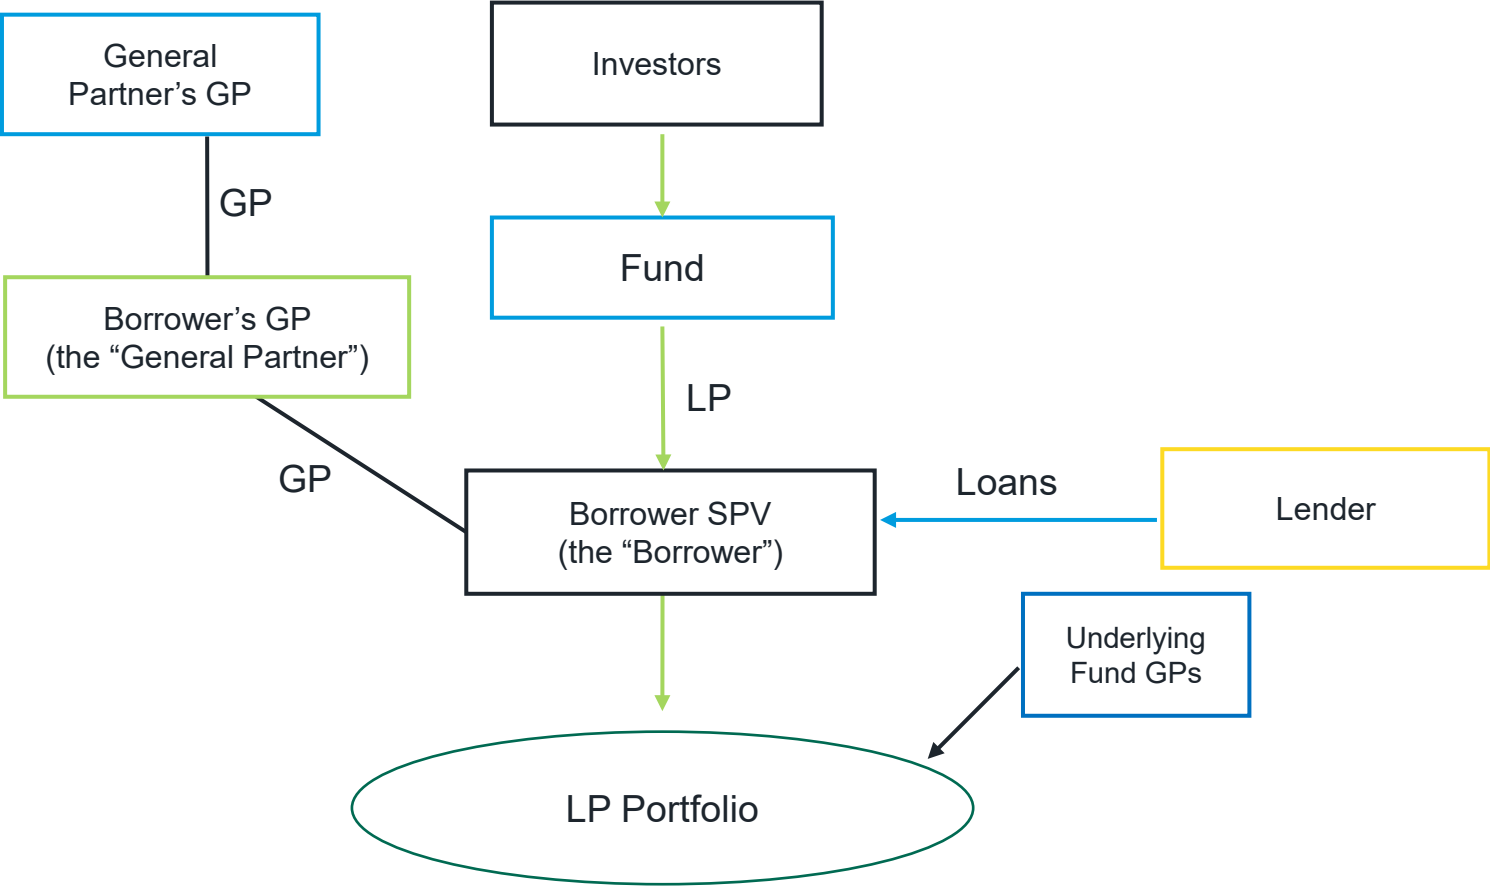 General
Partner’s GP
Investors
GP
Fund
Borrower’s GP
(the “General Partner”)
LP
GP
Loans
Lender
Borrower SPV
(the “Borrower”)
Underlying
Fund GPs
LP Portfolio